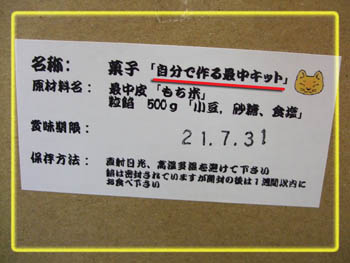 名称： 菓子「自分で作る最中キット」
原材料名： 最中皮「もち米」
粒餡 500g「小豆，砂糖、食塩」
賞味期限： 21.7.31
保存方法： 直射日光、高温多湿を避けて下さい
餡は密封されていますが開封の後は1週間以内に
お食べ下さい